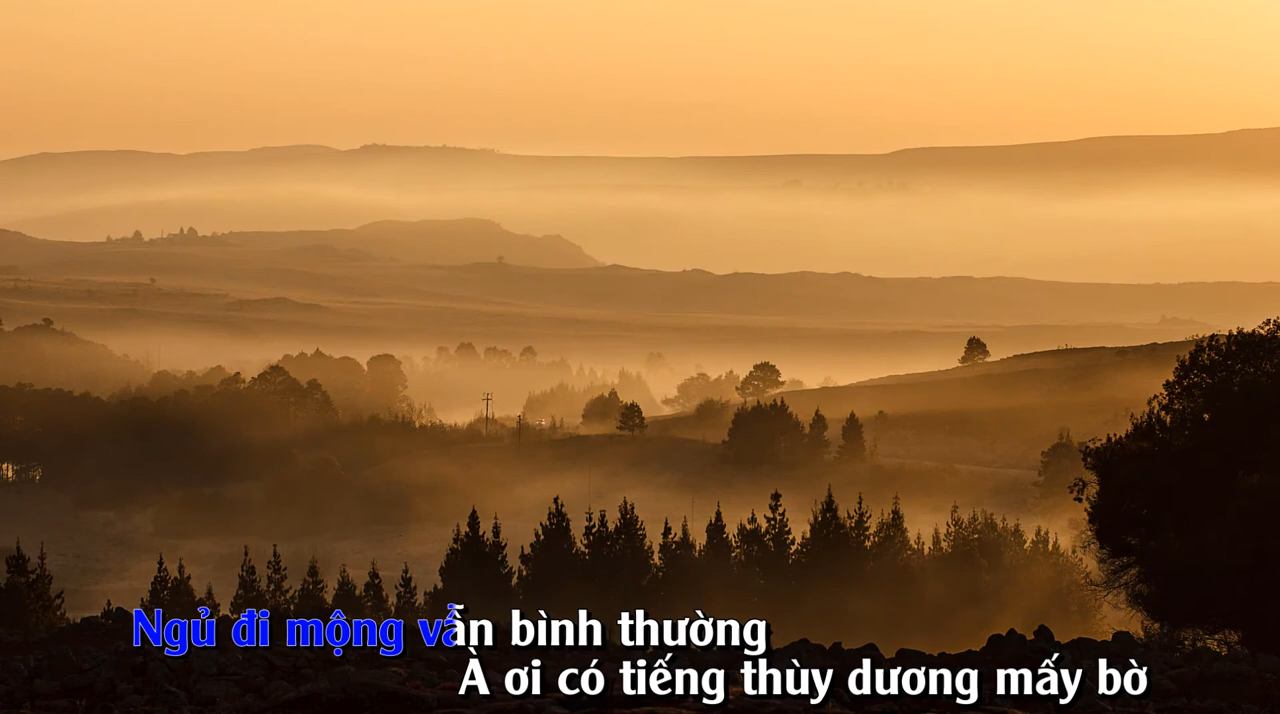 Ngủ đi mộng vẫn bình thường
À ơi có tiếng thùy dương mấy bờ